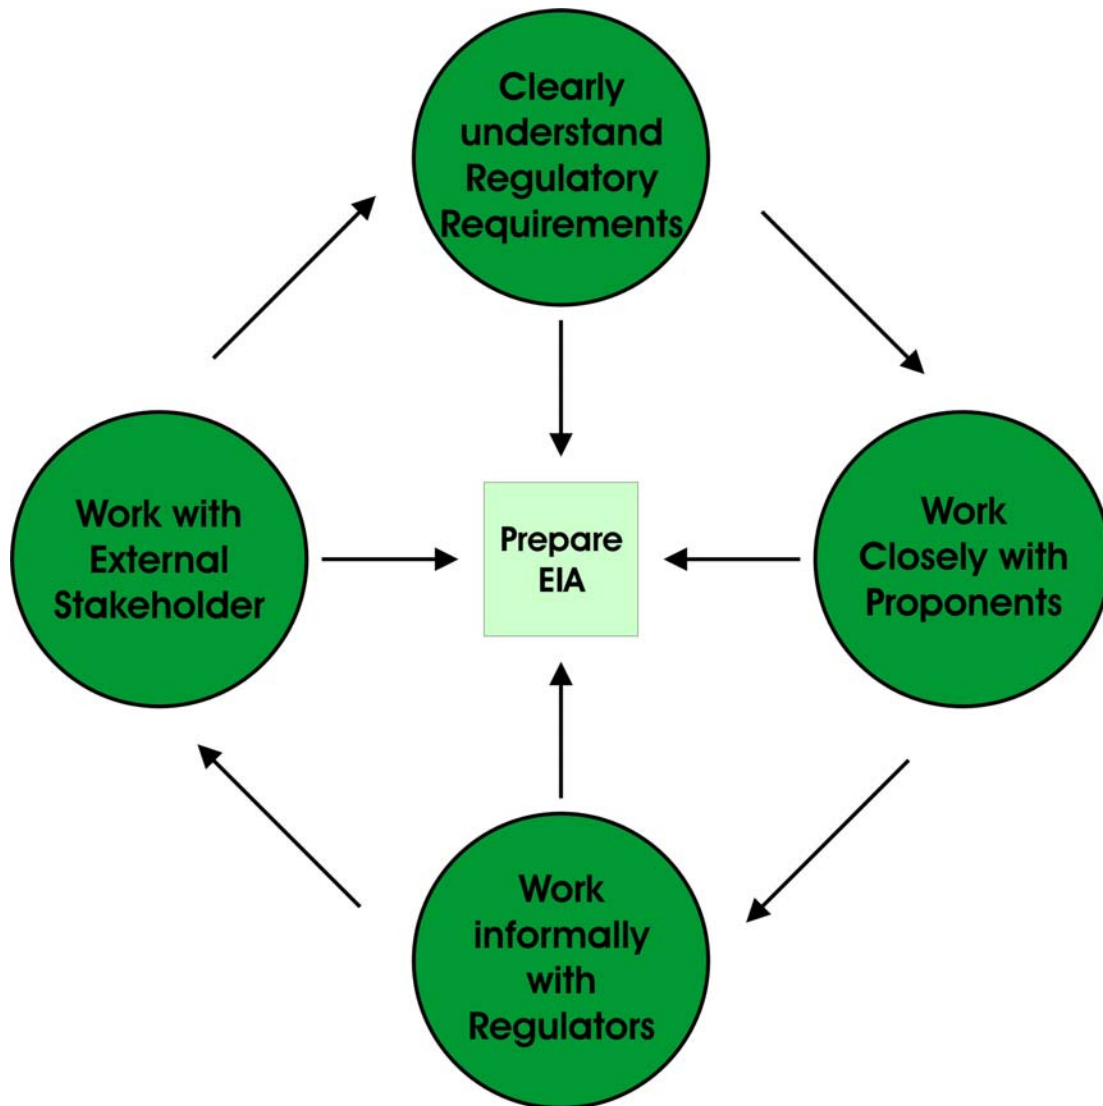 Clearly
understand
Regulatory
Requirements
Work with
External
Stakeholder
Prepare
EIA
Work
Closely with
Proponents
Work
informally
with
Regulators